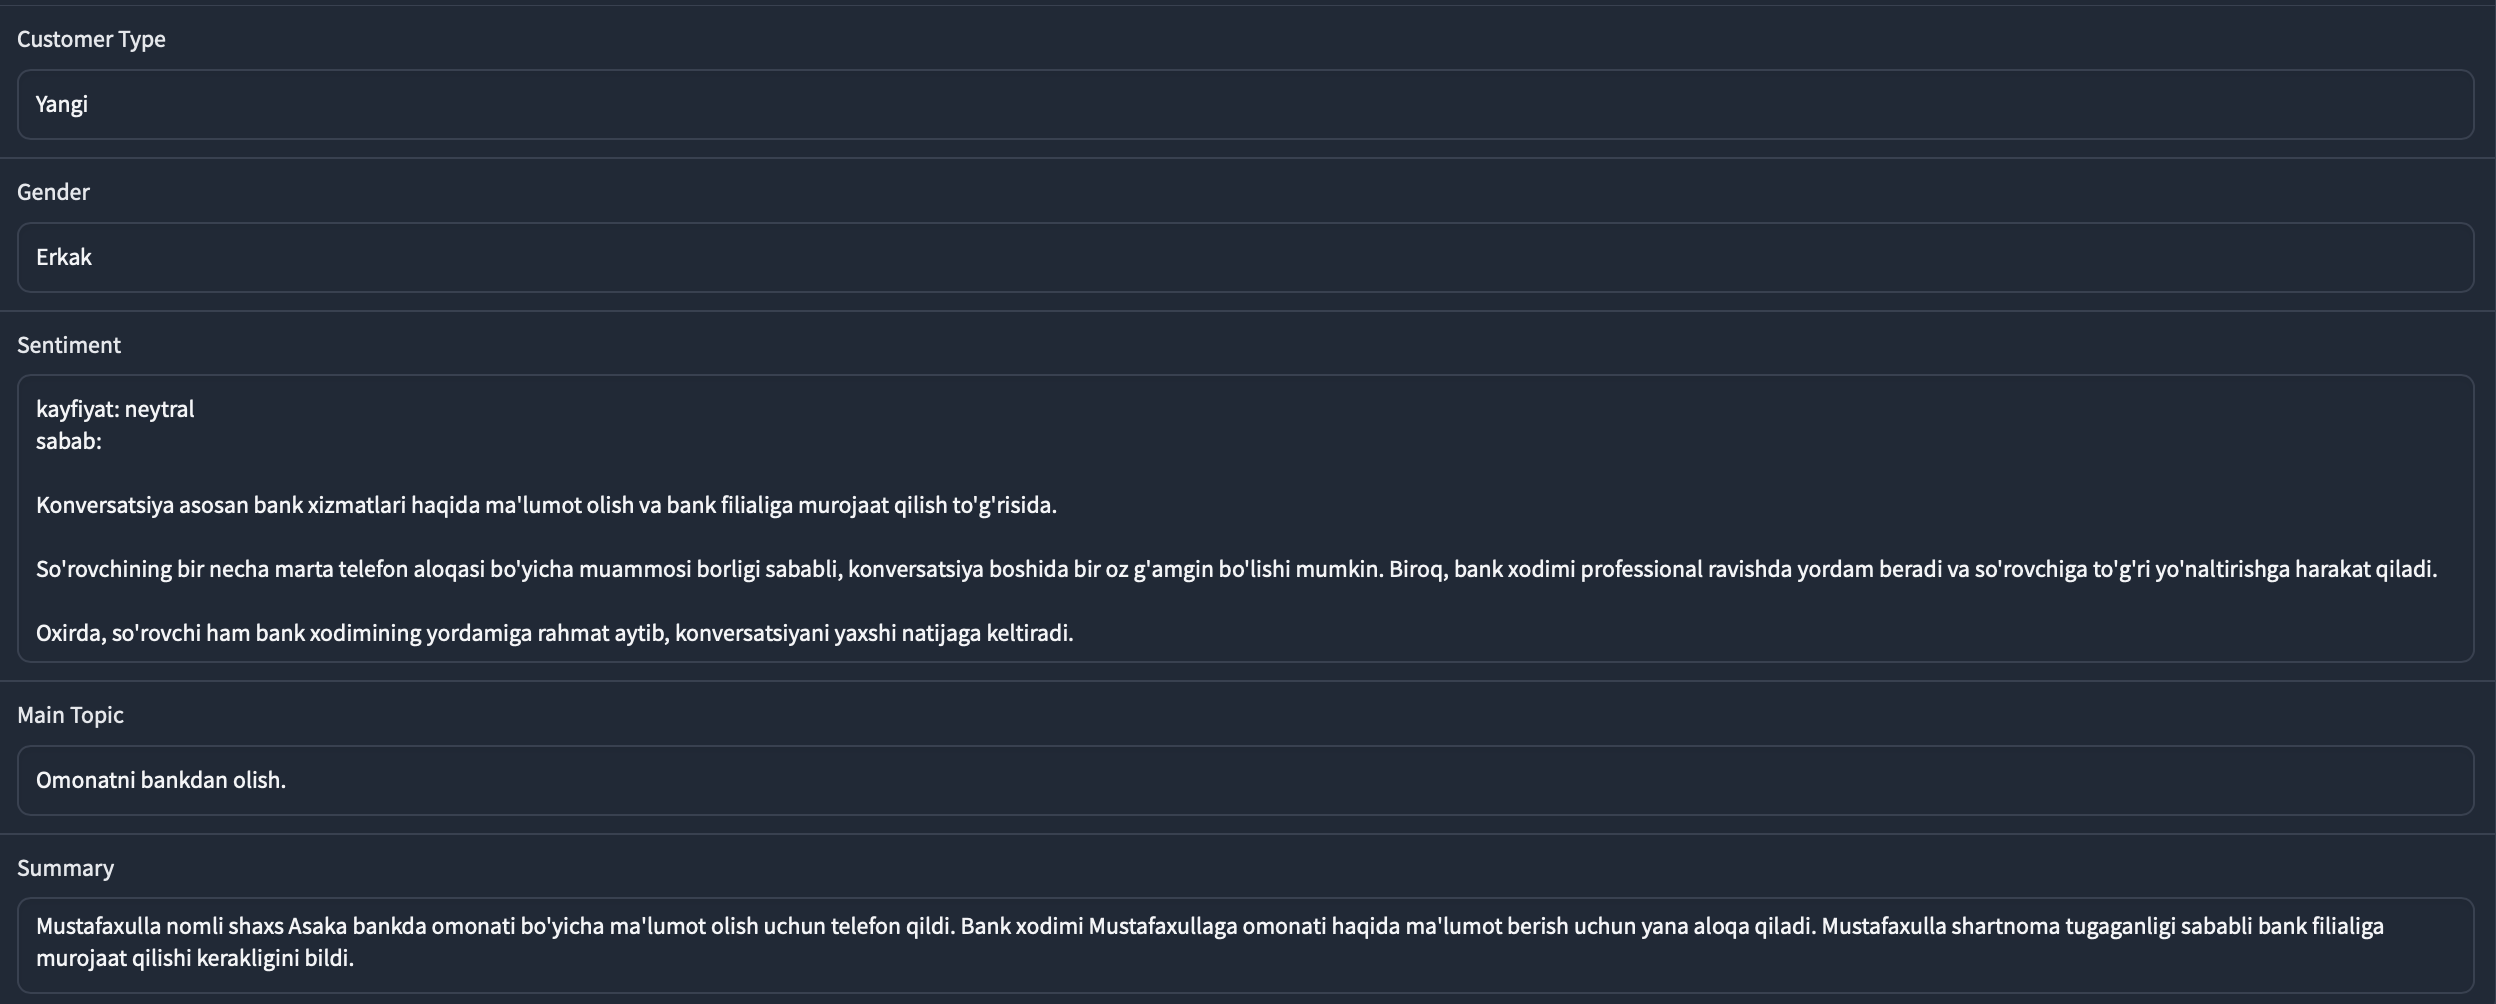 Customer Type
Yangi
Gender
Erkak
Sentiment
kayfiyat: neytral
sabab:
Konversatsiya asosan bank xizmatlari haqida ma'lumot olish va bank filialiga murojaat qilish to'g'risida.
So'rovchining bir necha marta telefon aloqasi bo'yicha muammosi borligi sababli, konversatsiya boshida bir oz g'amgin bo'lishi mumkin. Biroq, bank xodimi professional ravishda yordam beradi va so'rovchiga to'g'ri yo'naltirishga harakat qiladi.
Oxirda, so'rovchi ham bank xodimining yordamiga rahmat aytib, konversatsiyani yaxshi natijaga keltiradi.
Main Topic
Omonatni bankdan olish.
Summary
Mustafaxulla nomli shaxs Asaka bankda omonati bo'yicha ma'lumot olish uchun telefon qildi. Bank xodimi Mustafaxullaga omonati haqida ma'lumot berish uchun yana aloqa qiladi. Mustafaxulla shartnoma tugaganligi sababli bank filialiga
murojaat qilishi kerakligini bildi.